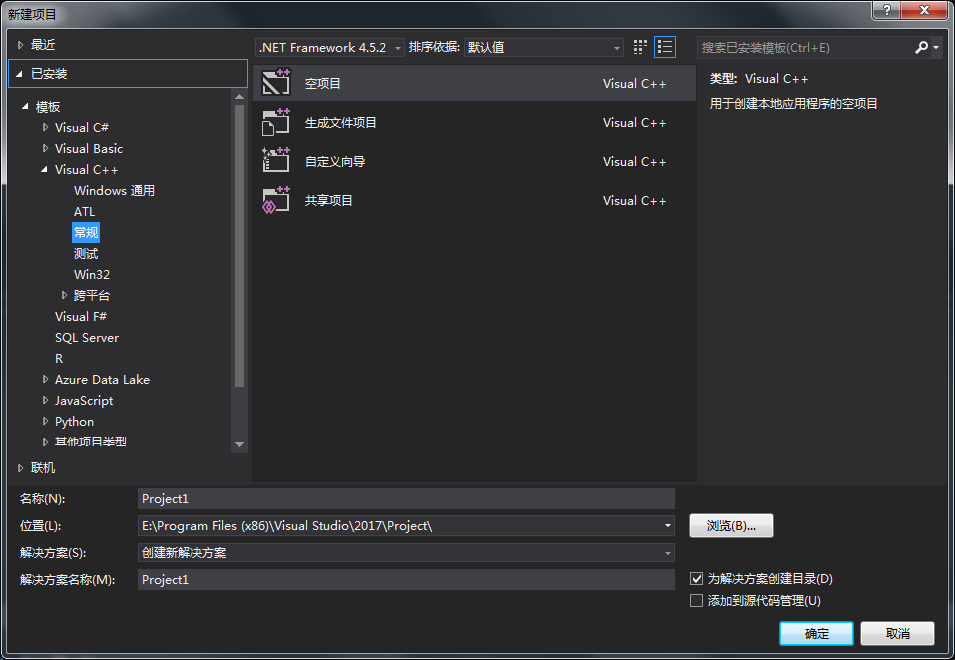 新建项目
最近
已安装
模板
Visual C#
Visual Basic
Visual C++
Windows 通用
ATL
常规
测试
Win32
跨平台
Visual F#
SQL Server
R
Azure Data Lake
JavaScript
Python
其他项目类型
联机
.NET Framework 4.5.2 排序依据: 默认值
空项目 Visual C++
生成文件项目 Visual C++
自定义向导 Visual C++
共享项目 Visual C++
搜索已安装模板(Ctrl+E)
类型: Visual C++
用于创建本地应用程序的空项目
名称(N): Project1
位置(L): E:\Program Files (x86)\Visual Studio\2017\Project\ 浏览(B)...
解决方案(S): 创建新解决方案
解决方案名称(M): Project1
为解决方案创建目录(D)
添加到源代码管理(U)
确定 取消